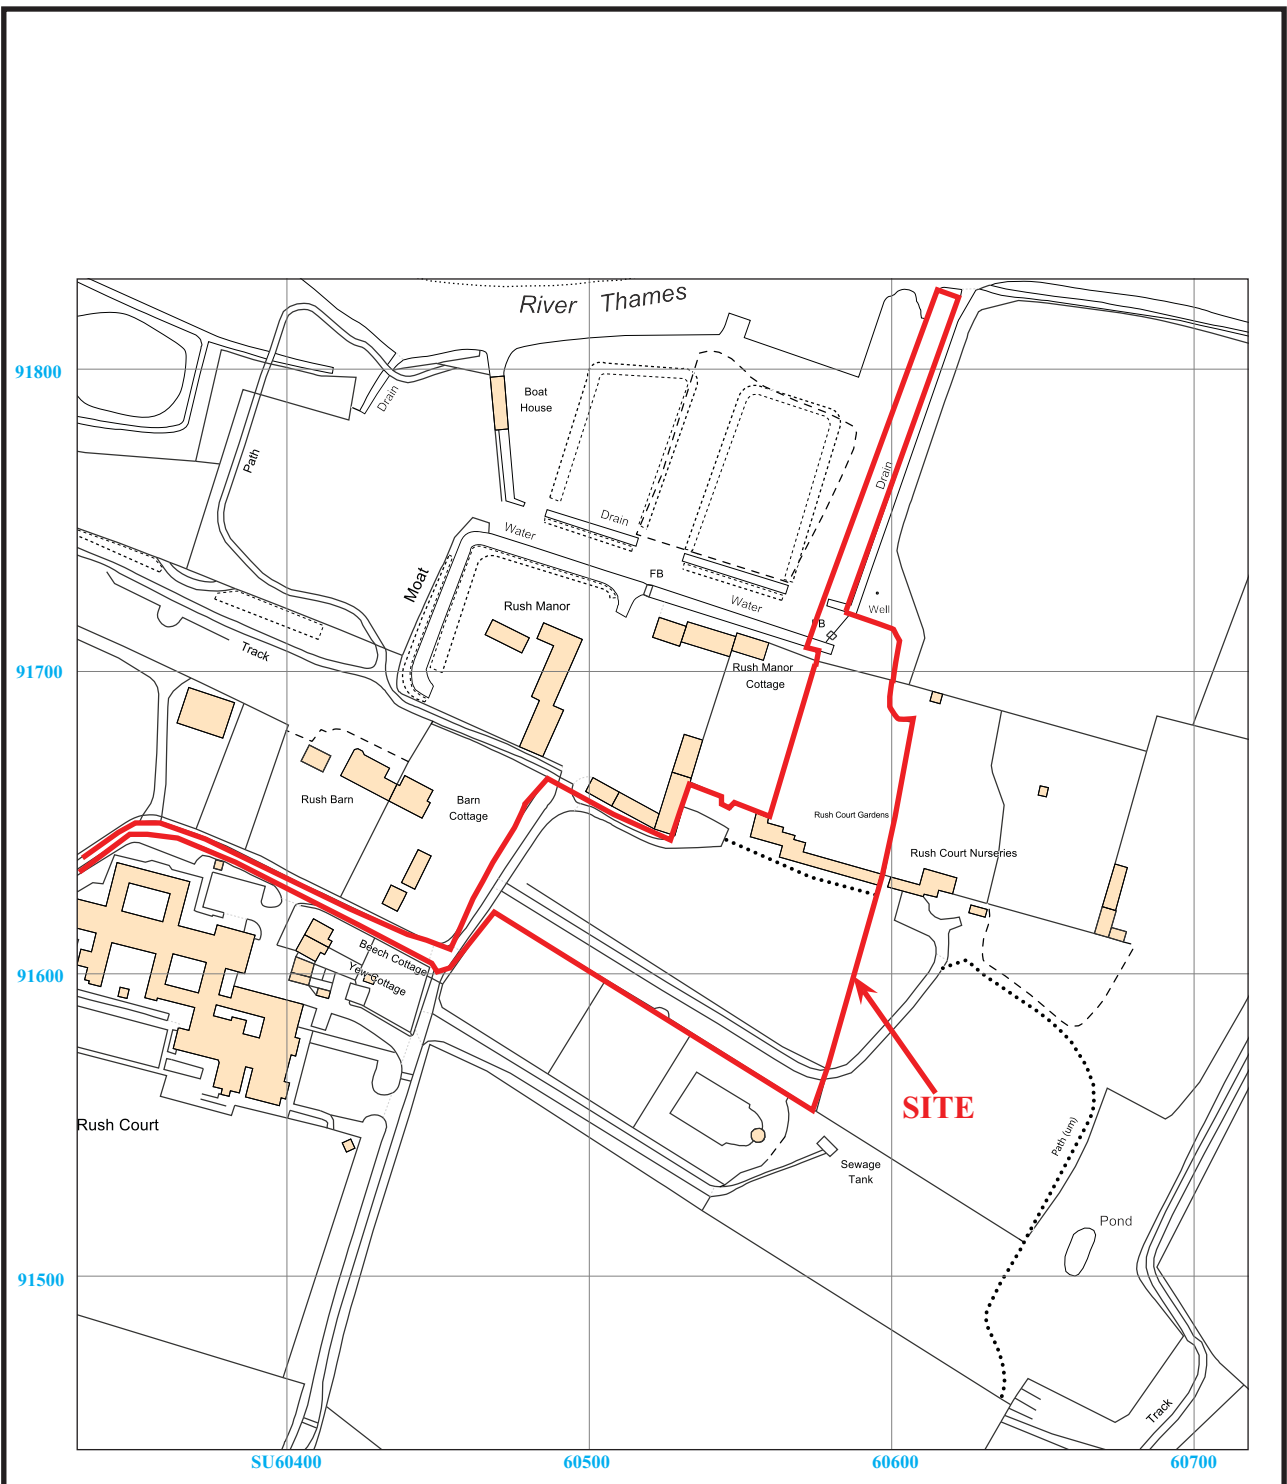 River Thames
91800
Boat
House
Drain
Path
Drain
Drain
Water
Moat
FB
Water
Rush Manor
Well
FB
Track
91700
Rush Manor
Cottage
Rush Barn
Barn
Cottage
Rush Court Gardens
Rush Court Nurseries
Beech Cottage
Yew Cottage
91600
SITE
Rush Court
Path (um)
Sewage
Tank
Pond
91500
Track
SU60400
60500
60600
60700